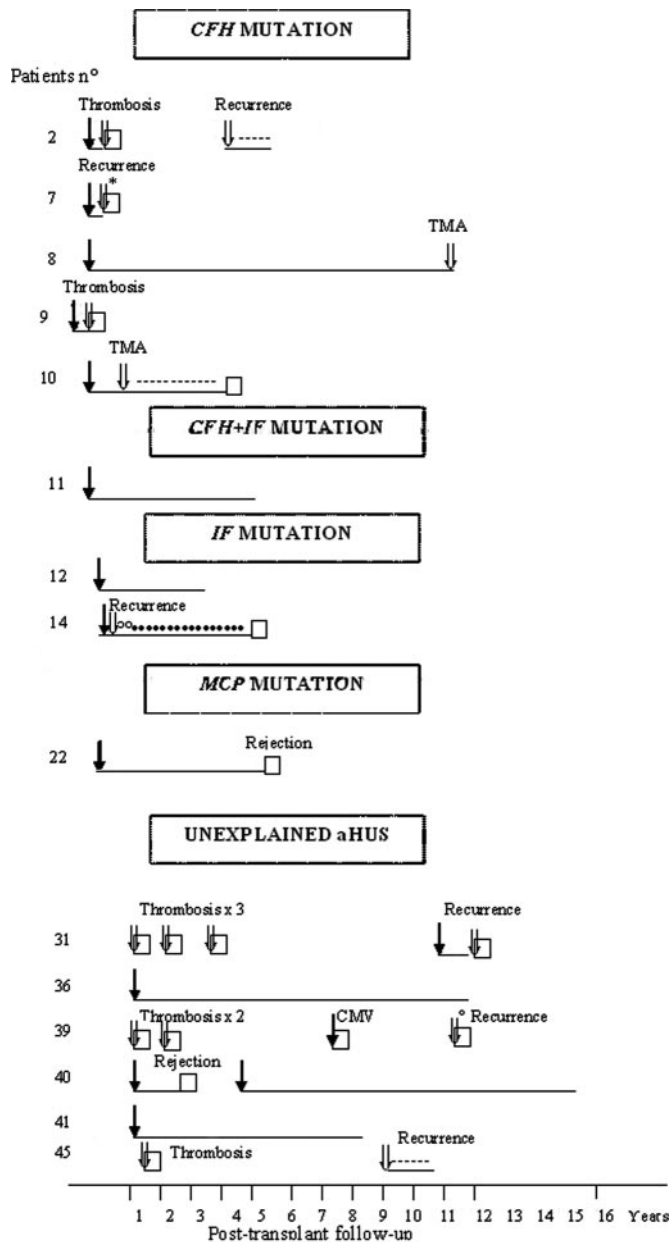 CFH MUTATION
Patients nº
Thrombosis Recurrence
2
Recurrence
*
7
TMA
8
Thrombosis
9
TMA
10
CFH+IF MUTATION
11
IF MUTATION
12
Recurrence
14
MCP MUTATION
Rejection
22
UNEXPLAINED aHUS
Thrombosis x 3 Recurrence
31
36
Thrombosis x 2 CMV º Recurrence
39
Rejection
40
41
45 Thrombosis Recurrence
1 2 3 4 5 6 7 8 9 10 11 12 13 14 15 16 Years
Post-transplant follow-up